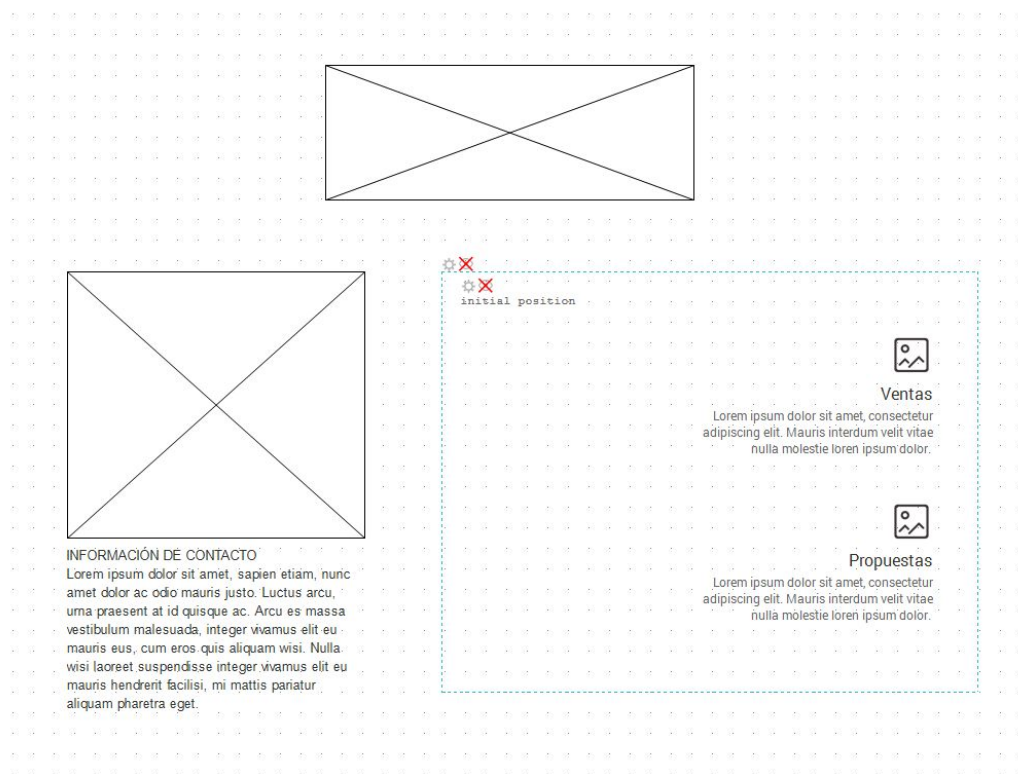 initial position
Ventas
Lorem ipsum dolor sit amet, consectetur
adipiscing elit. Mauris interdum velit vitae
nulla molestie loren ipsum dolor.
Propuestas
Lorem ipsum dolor sit amet, consectetur
adipiscing elit. Mauris interdum velit vitae
nulla molestie loren ipsum dolor.
INFORMACIÓN DE CONTACTO
Lorem ipsum dolor sit amet, sapien etiam, nunc
amet dolor ac odio mauris justo. Luctus arcu,
urna praesent at id quisque ac. Arcu es massa
vestibulum malesuada, integer vivamus elit eu
mauris eus, cum eros quis aliquam wisi. Nulla
wisi laoreet suspendisse integer vivamus elit eu
mauris hendrerit facilisi, mi mattis pariatur
aliquam pharetra eget.